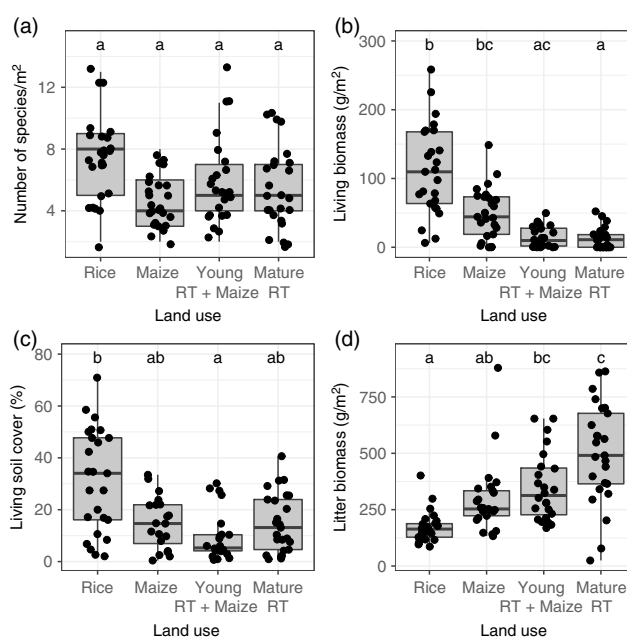 (a)
a a a a
Number of species/m²
12
8
4
Rice Maize Young Mature
RT + Maize RT
Land use
(b)
b bc ac a
Living biomass (g/m²)
300
200
100
0
Rice Maize Young Mature
RT + Maize RT
Land use
(c)
b ab a ab
Living soil cover (%)
80
60
40
20
0
Rice Maize Young Mature
RT + Maize RT
Land use
(d)
a ab bc c
Litter biomass (g/m²)
750
500
250
0
Rice Maize Young Mature
RT + Maize RT
Land use